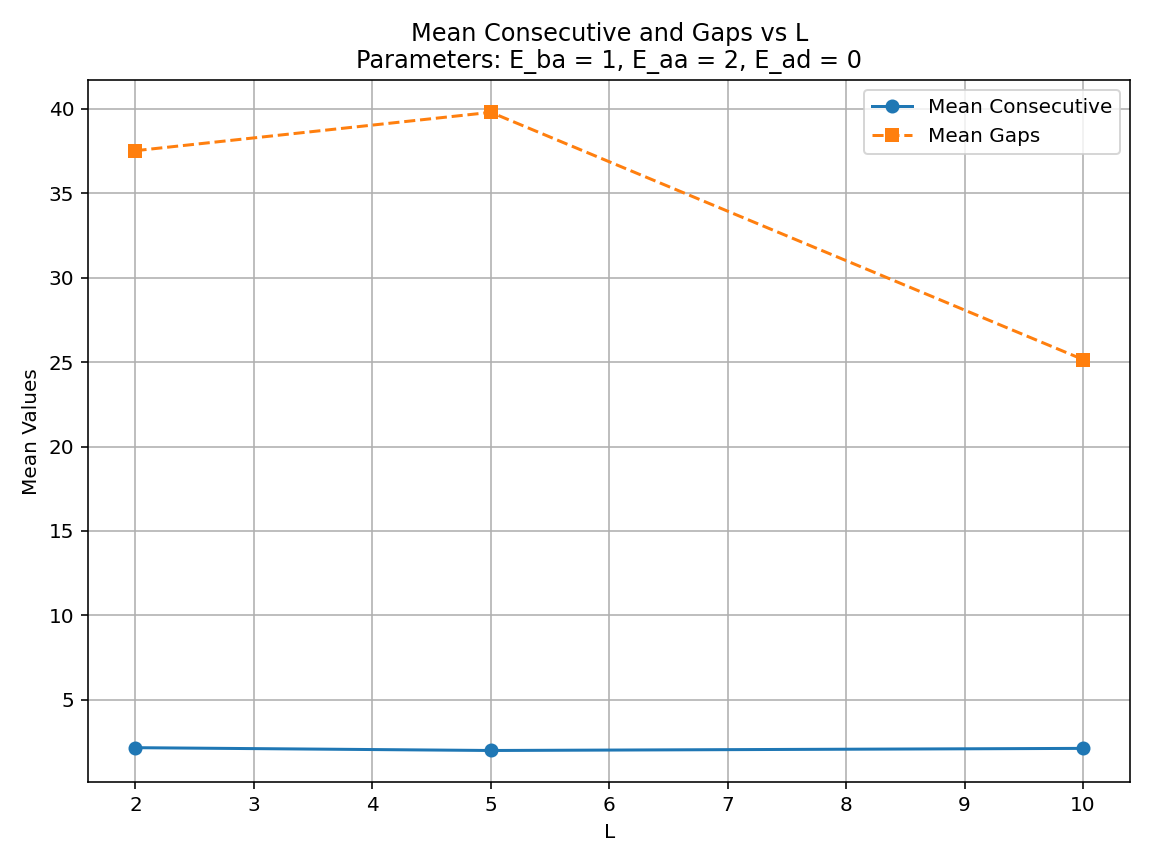 Mean Consecutive and Gaps vs L
Parameters: E_ba = 1, E_aa = 2, E_ad = 0
Mean Consecutive
Mean Gaps
Mean Values
40
35
30
25
20
15
10
5
2 3 4 5 6 7 8 9 10
L